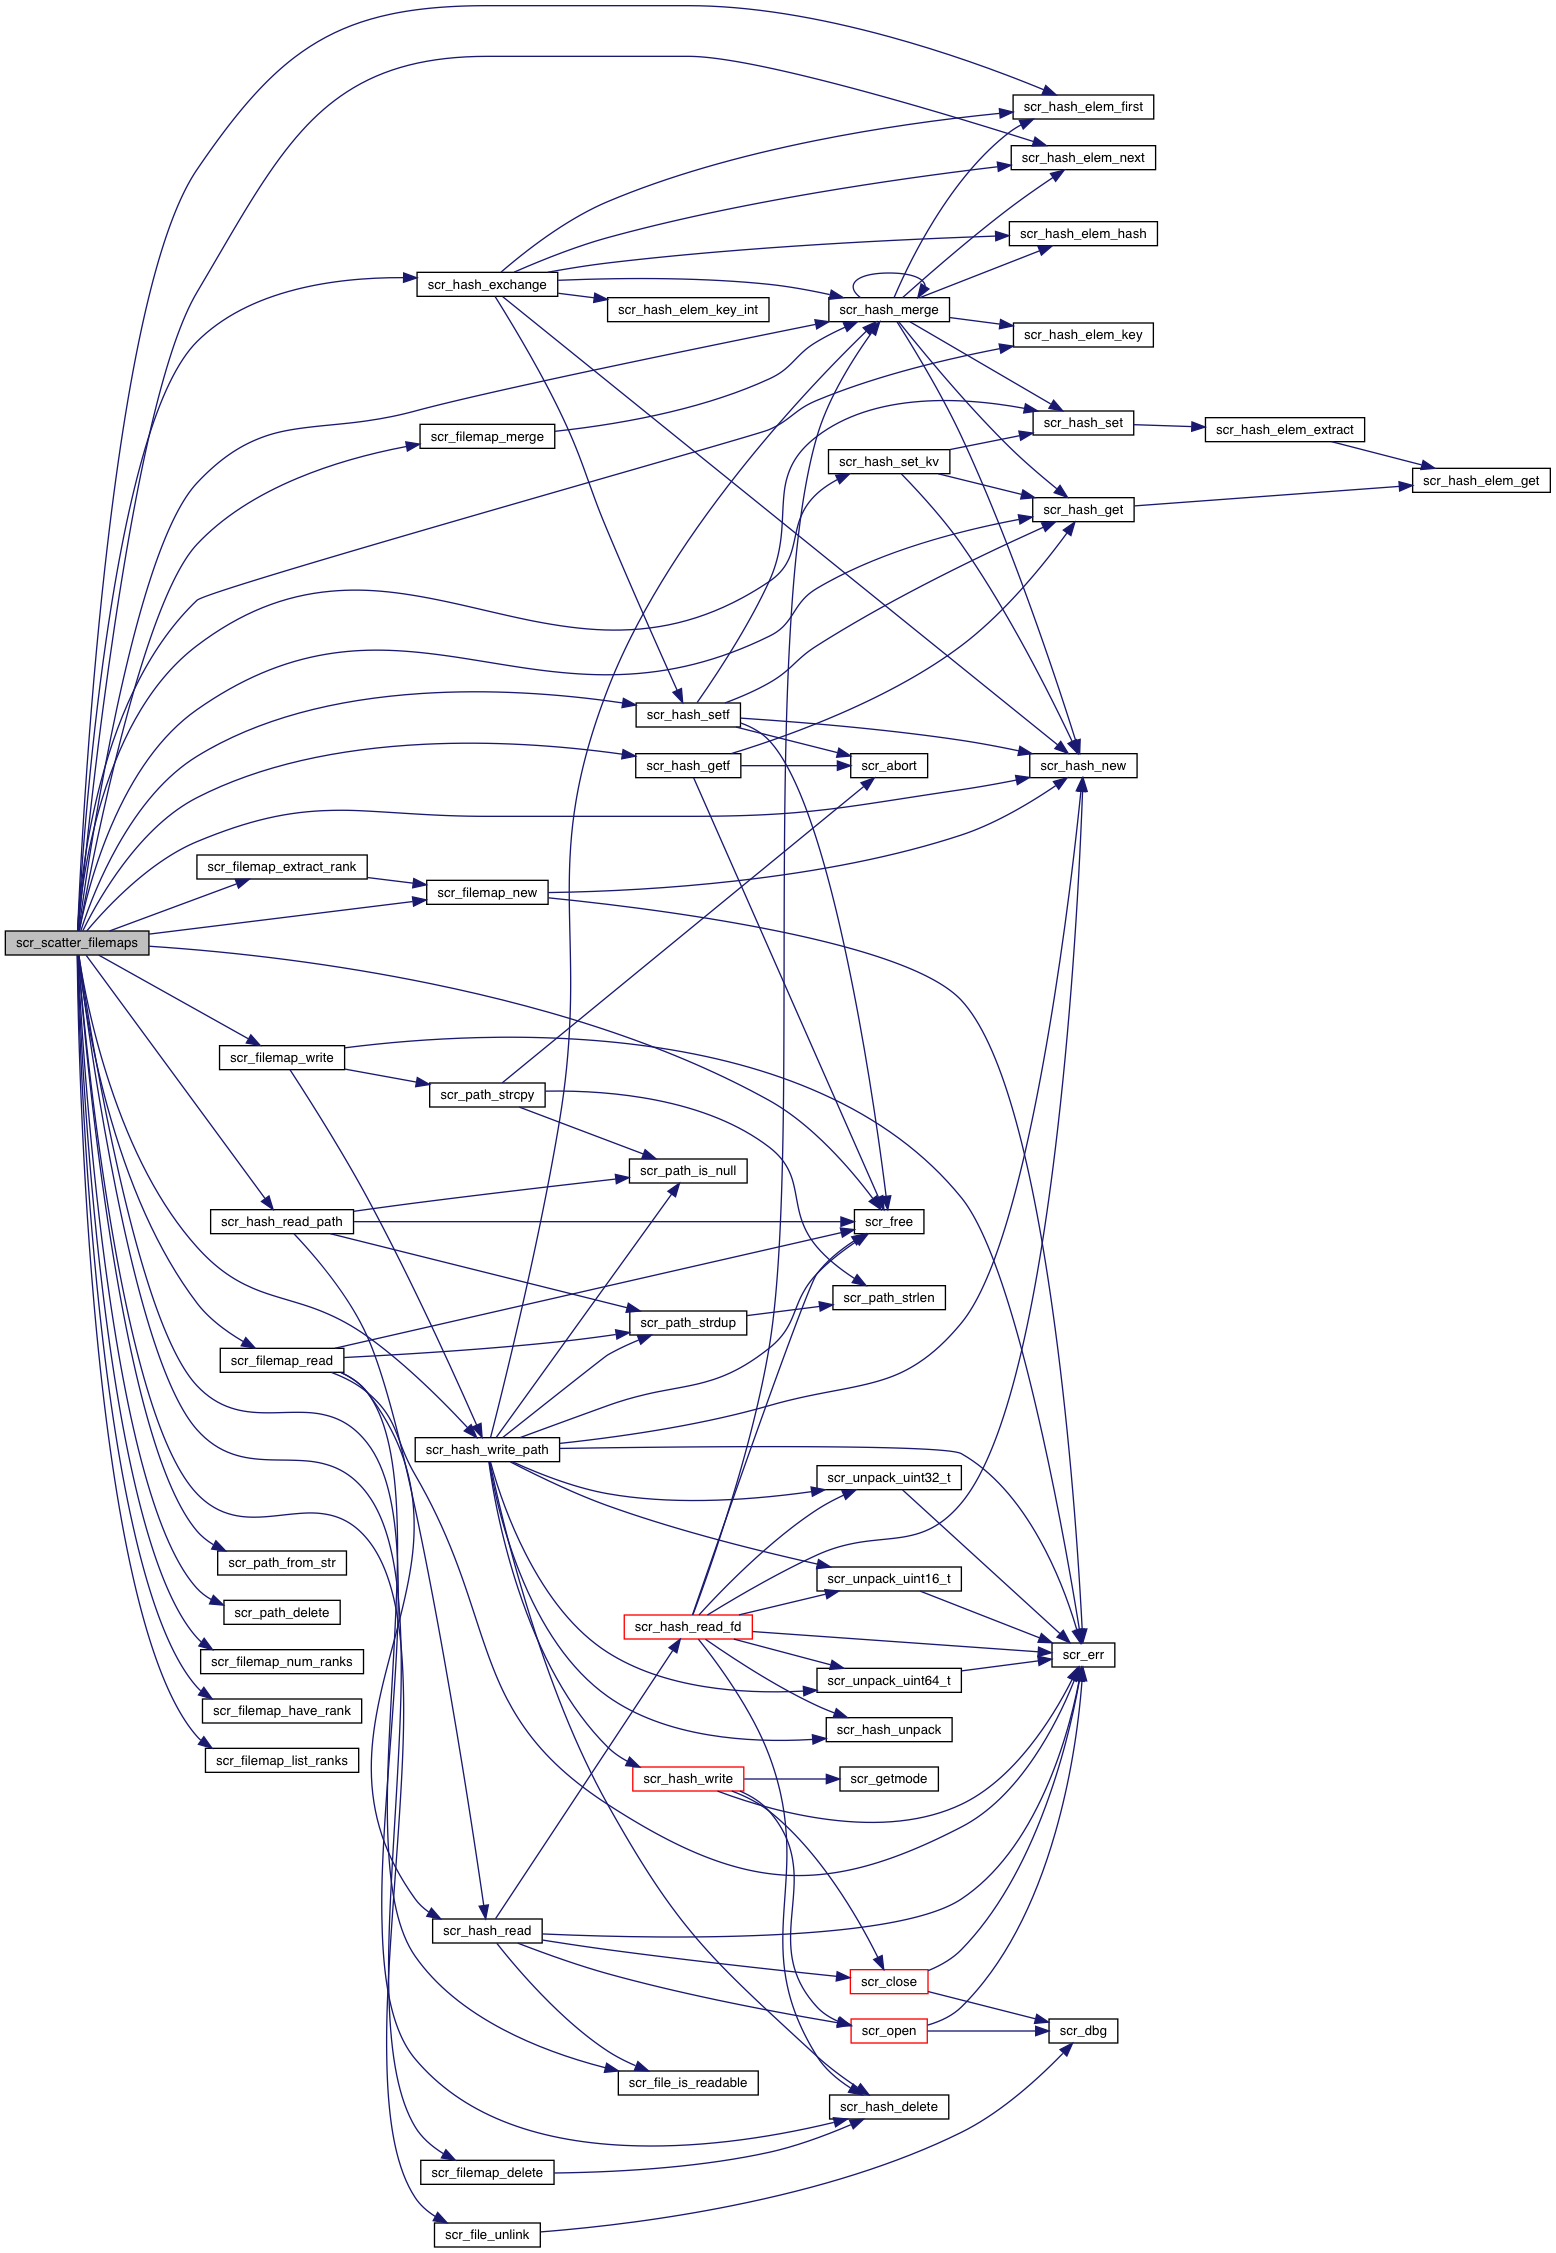 scr_hash_elem_first
scr_hash_elem_next
scr_hash_elem_hash
scr_hash_exchange
scr_hash_elem_key_int
scr_hash_merge
scr_hash_elem_key
scr_hash_set
scr_hash_elem_extract
scr_filemap_merge
scr_hash_set_kv
scr_hash_elem_get
scr_hash_get
scr_hash_setf
scr_hash_getf
scr_abort
scr_hash_new
scr_filemap_extract_rank
scr_filemap_new
scr_scatter_filemaps
scr_filemap_write
scr_path_strcpy
scr_path_is_null
scr_hash_read_path
scr_free
scr_path_strlen
scr_path_strdup
scr_filemap_read
scr_hash_write_path
scr_unpack_uint32_t
scr_path_from_str
scr_unpack_uint16_t
scr_path_delete
scr_hash_read_fd
scr_err
scr_filemap_num_ranks
scr_unpack_uint64_t
scr_filemap_have_rank
scr_hash_unpack
scr_filemap_list_ranks
scr_hash_write
scr_getmode
scr_hash_read
scr_close
scr_open
scr_dbg
scr_file_is_readable
scr_hash_delete
scr_filemap_delete
scr_file_unlink